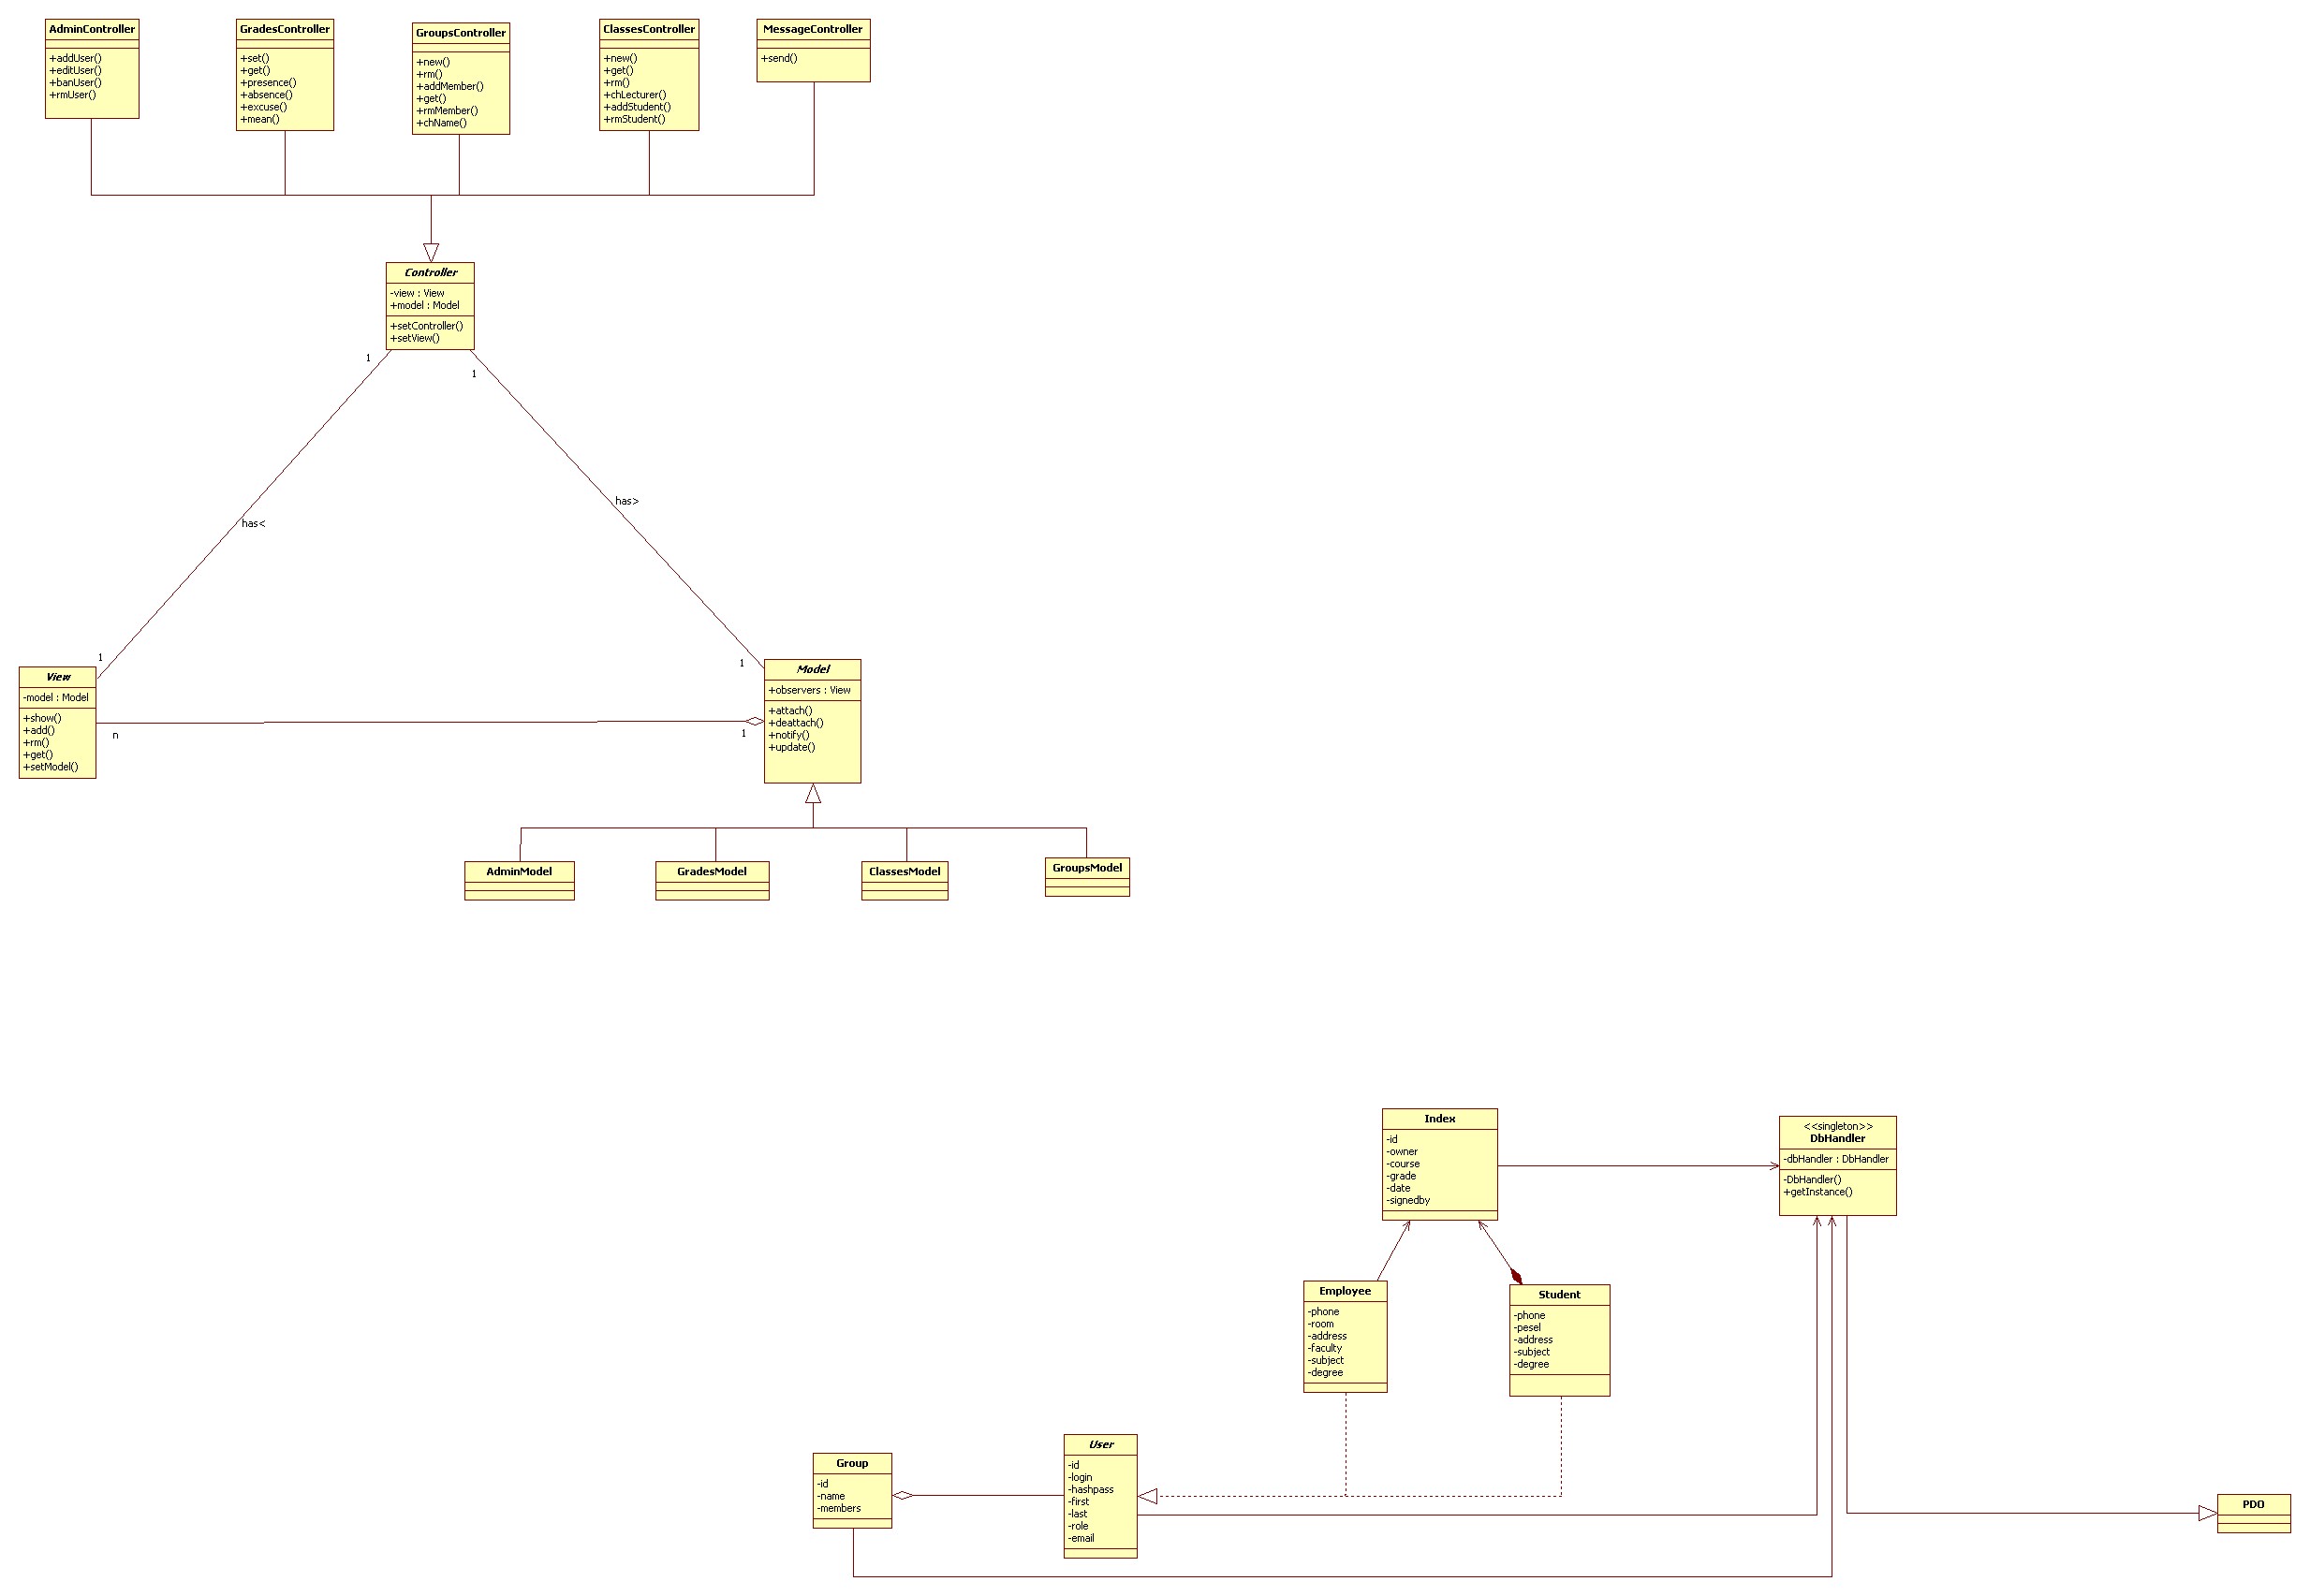 AdminController
+addUser()
+editUser()
+banUser()
+rmUser()
GradesController
+set()
+get()
+presence()
+absence()
+excuse()
+mean()
GroupsController
+new()
+rm()
+addMember()
+get()
+rmMember()
+chName()
ClassesController
+new()
+get()
+rm()
+chLecturer()
+addStudent()
+rmStudent()
MessageController
+send()
Controller
-view : View
+model : Model
+setController()
+setView()
1
1
has>
has<
1
1
View
-model : Model
+show()
+add()
+rm()
+get()
+setModel()
n
1
Model
+observers : View
+attach()
+deattach()
+notify()
+update()
AdminModel
GradesModel
ClassesModel
GroupsModel
Index
-id
-owner
-course
-grade
-date
-signedby
<<singleton>>
DbHandler
-dbHandler : DbHandler
-DbHandler()
+getInstance()
Employee
-phone
-room
-address
-faculty
-subject
-degree
Student
-phone
-pesel
-address
-subject
-degree
Group
-id
-name
-members
User
-id
-login
-hashpass
-first
-last
-role
-email
PDO